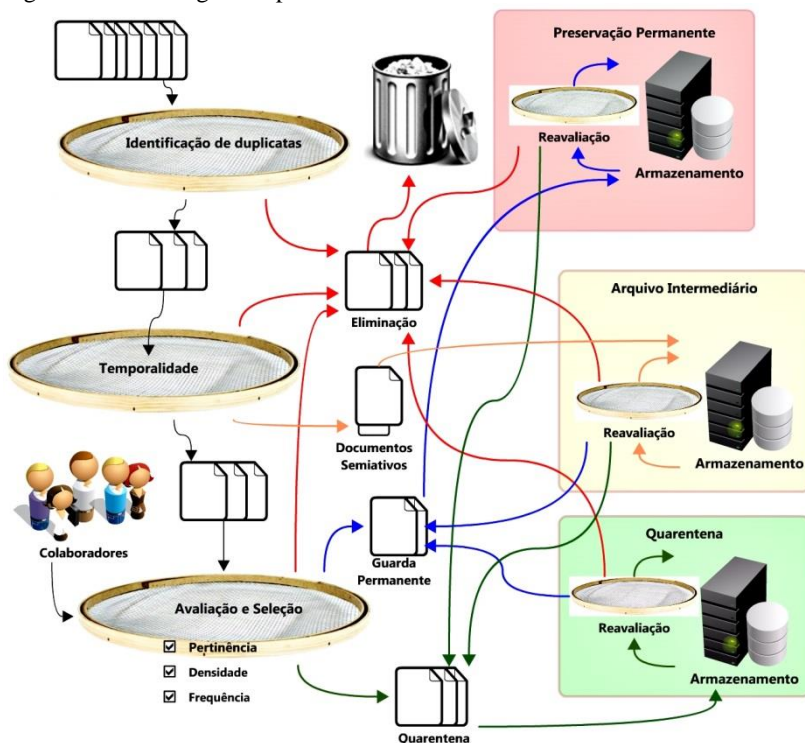 Preservação Permanente
Identificação de duplicatas
Reavaliação
Armazenamento
Eliminação
Arquivo Intermediário
Temporalidade
Documentos
Semiativos
Reavaliação
Armazenamento
Colaboradores
Guarda
Permanente
Quarentena
Avaliação e Seleção
Reavaliação
Pertinência
Densidade
Frequência
Armazenamento
Quarentena